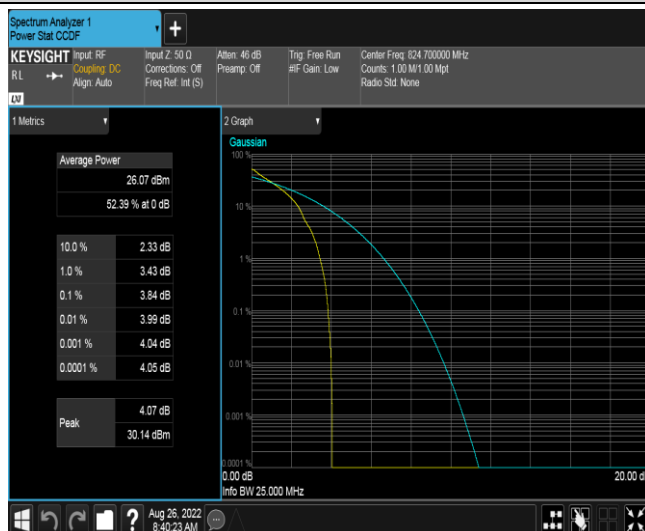 Spectrum Analyzer 1
Power Stat CCDF
+
KEYSIGHT
RL
LXI
Input: RF
Coupling: DC
Align: Auto
Input Z: 50 Ω
Corrections: Off
Freq Ref: Int (S)
Atten: 46 dB
Preamp: Off
Trig: Free Run
#IF Gain: Low
Center Freq: 824.700000 MHz
Counts: 1.00 M/1.00 Mpt
Radio Std: None
1 Metrics
Average Power
26.07 dBm
52.39 % at 0 dB
10.0 % 2.33 dB
1.0 % 3.43 dB
0.1 % 3.84 dB
0.01 % 3.99 dB
0.001 % 4.04 dB
0.0001 % 4.05 dB
Peak
4.07 dB
30.14 dBm
2 Graph
Gaussian
100 %
10 %
1 %
0.1 %
0.01 %
0.001 %
0.0001 %
0.00 dB
20.00 d
Info BW 25.000 MHz
?
Aug 26, 2022
8:40:23 AM